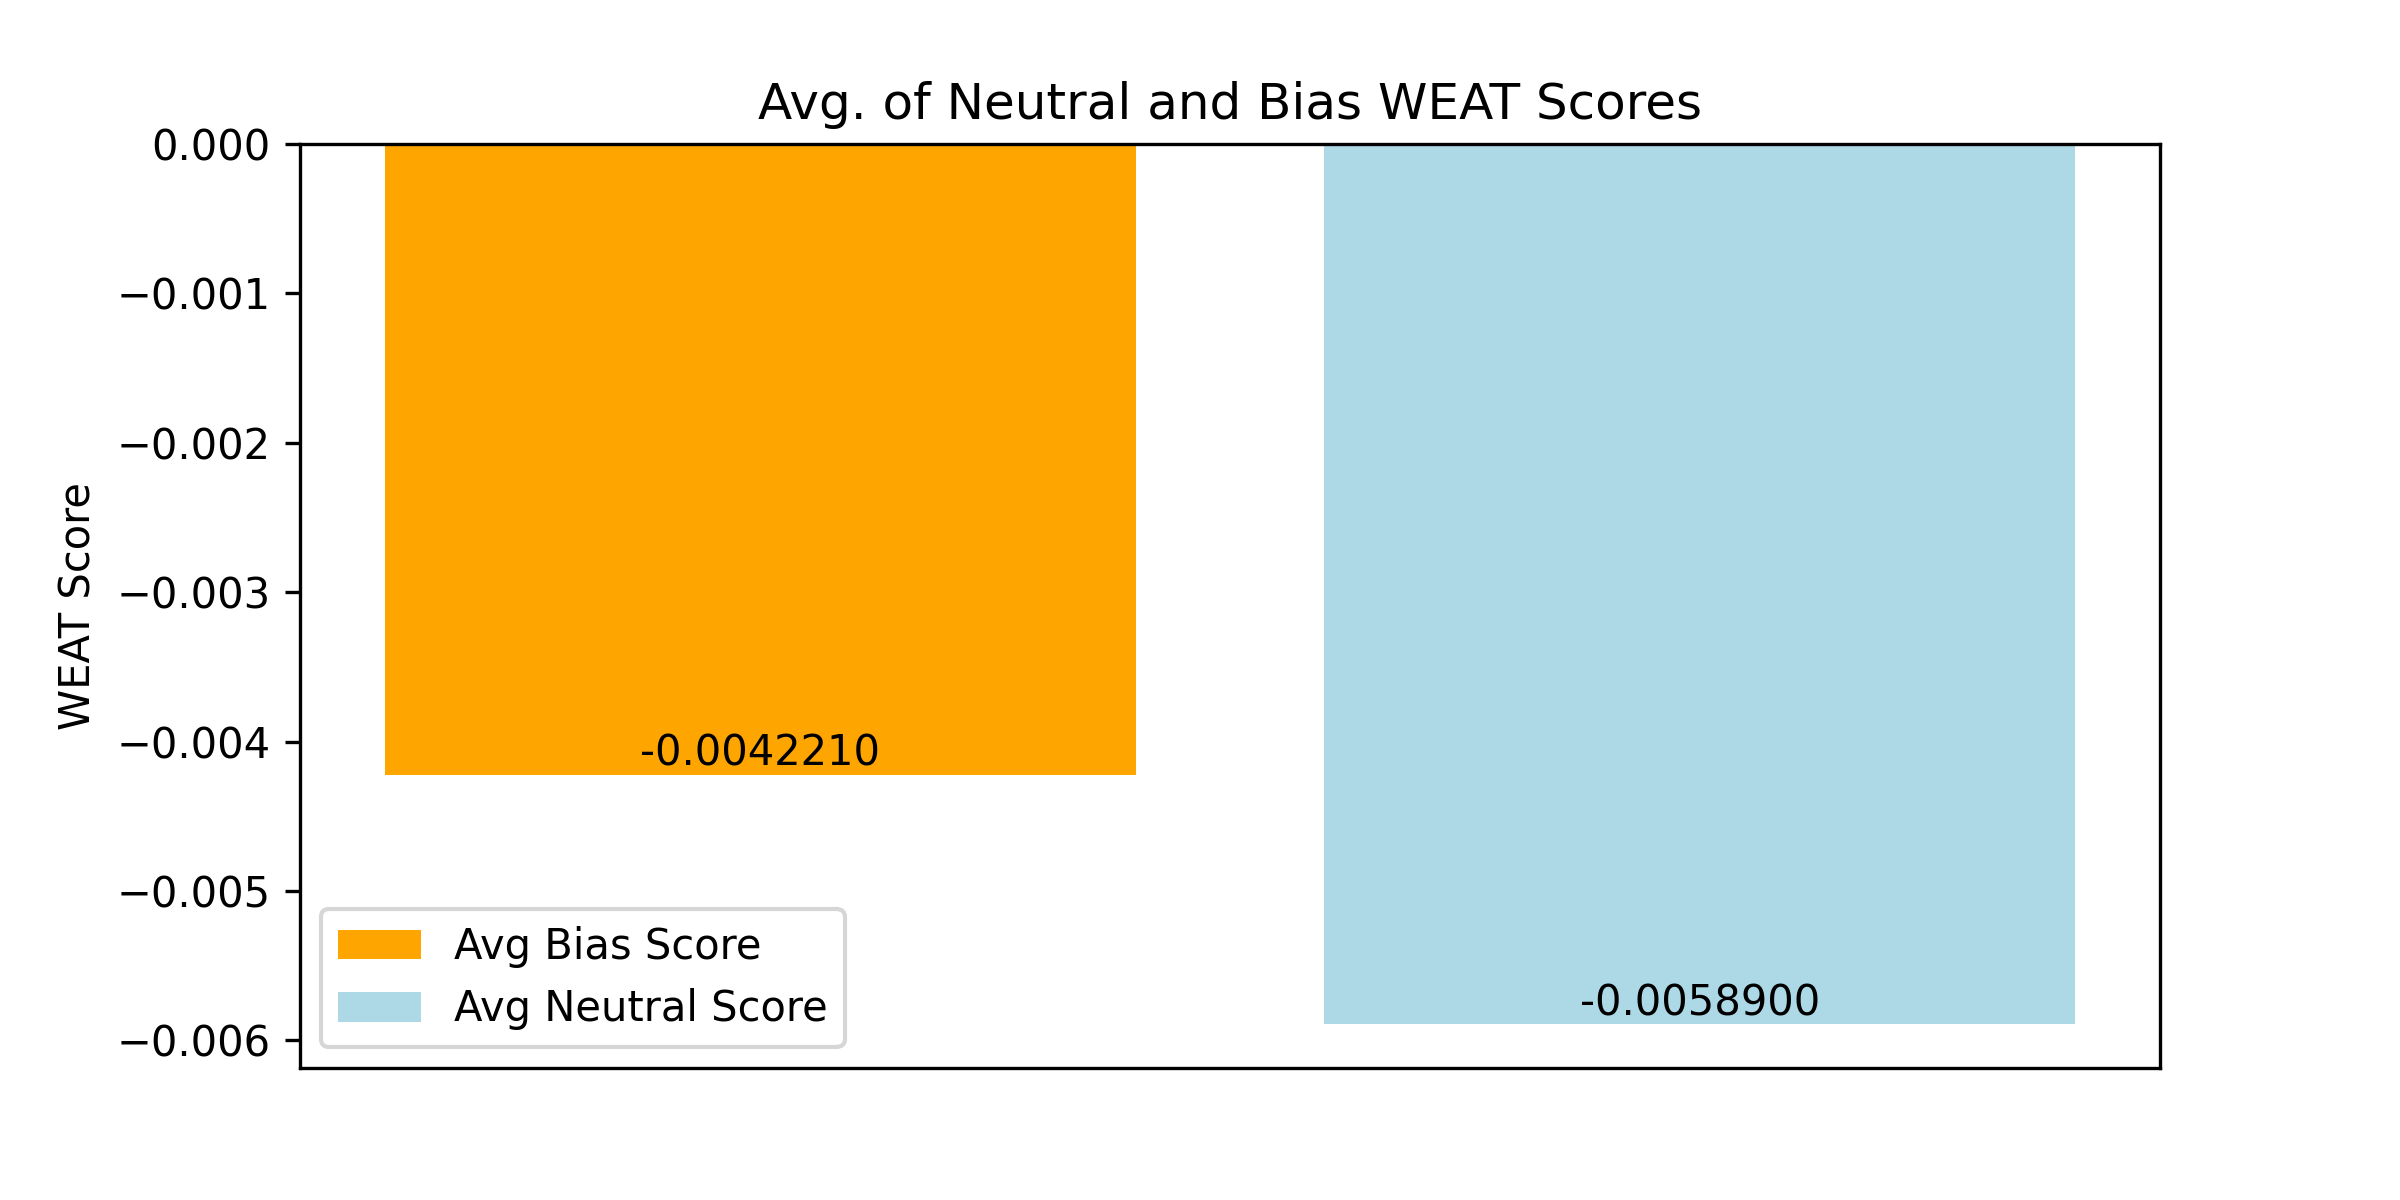 Avg. of Neutral and Bias WEAT Scores
0.000
−0.001
−0.002
−0.003
−0.004
−0.005
−0.006
WEAT Score
-0.0042210
-0.0058900
Avg Bias Score
Avg Neutral Score